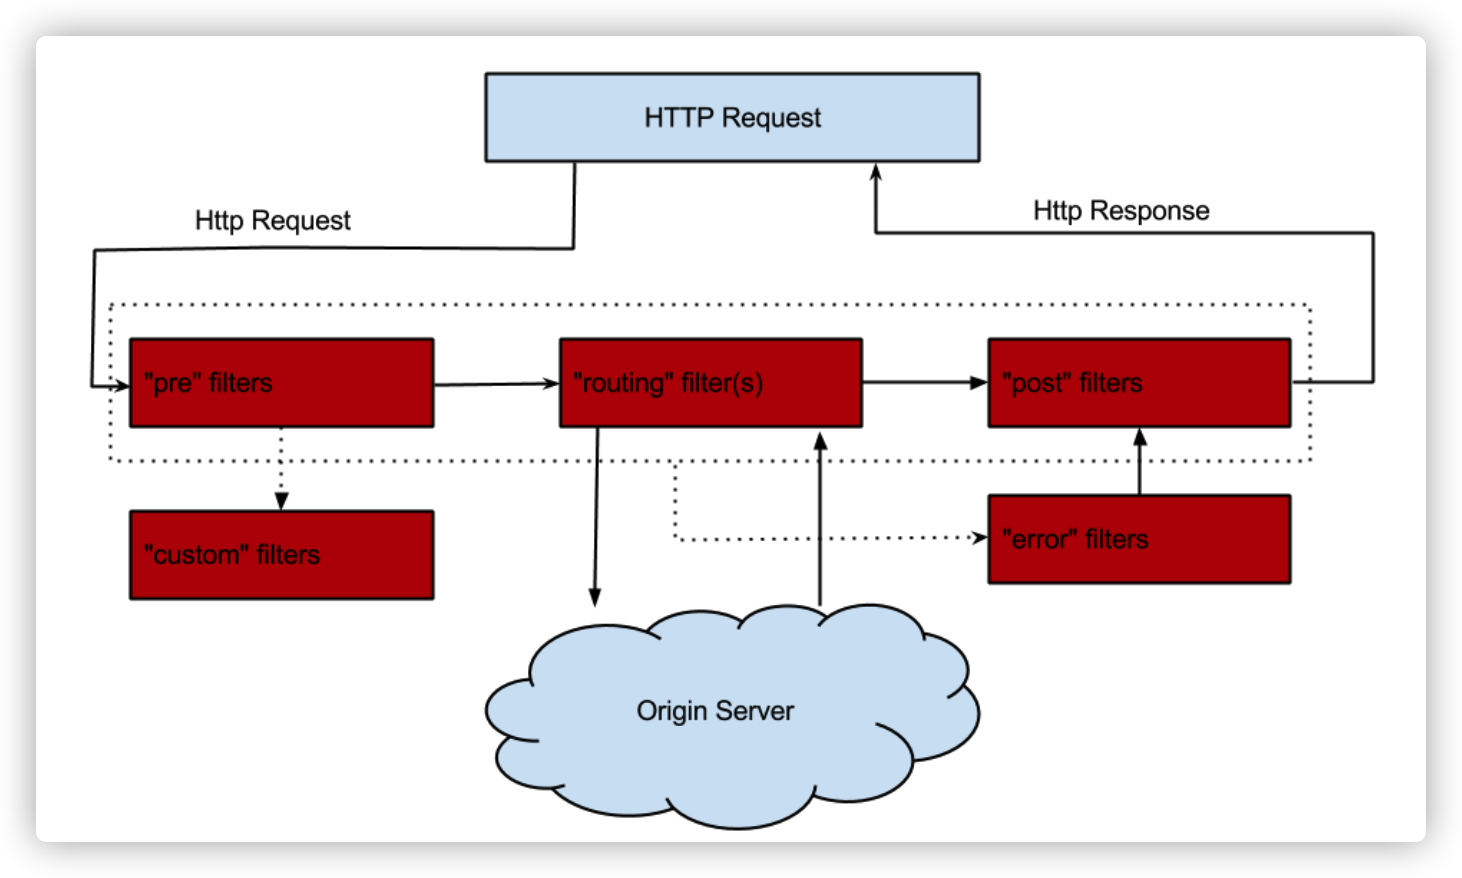 HTTP Request
Http Request
Http Response
"pre" filters
"routing" filter(s)
"post" filters
"custom" filters
"error" filters
Origin Server